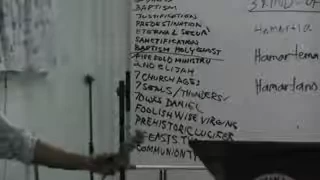 BAPTISM
JUSTIFICATION
PREDESTINATION
ETERNAL SECUR
SANCTIFICATION
BAPTISM HOLY GHOST
FIVEFOLD MINISTRY
AND ELIJAH
7 CHURCH AGES
7 SEALS/THUNDERS/
70 WKS DANIEL
FOOLISH WISE VIRGINS
PREHISTORIC LUCIFER
FEASTS
COMMUNION
Hamartia
Hamartema
Hamartano